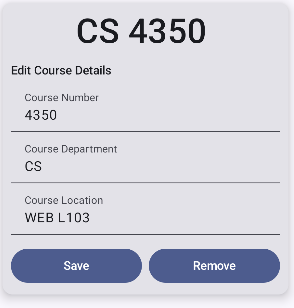 CS 4350
Edit Course Details
Course Number
4350
Course Department
CS
Course Location
WEB L103
Save
Remove